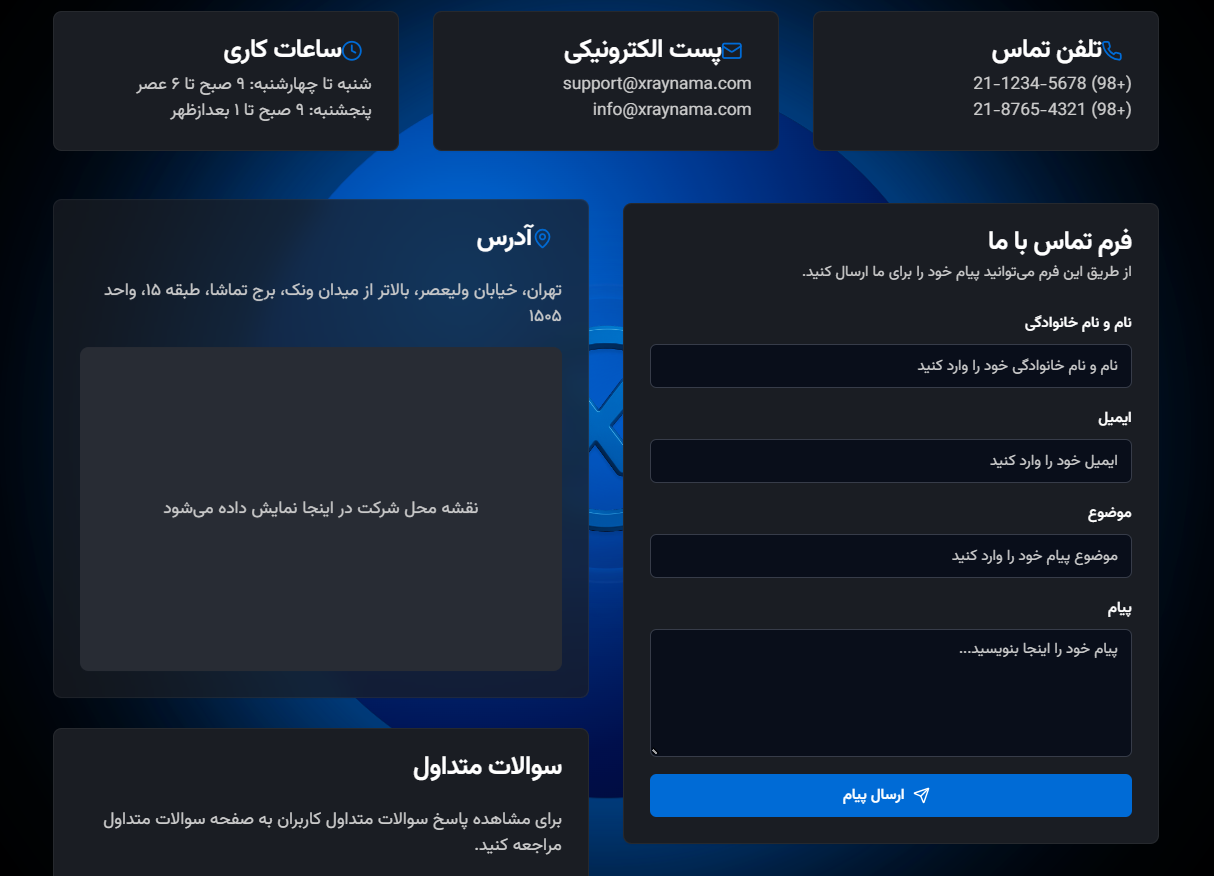 تلفن تماس
(+98) 21-1234-5678
(+98) 21-8765-4321
پست الکترونیکی
support@xraynama.com
info@xraynama.com
ساعات کاری
شنبه تا چهارشنبه: ۹ صبح تا ۶ عصر
پنجشنبه: ۹ صبح تا ۱ بعدازظهر
فرم تماس با ما
از طریق این فرم می‌توانید پیام خود را برای ما ارسال کنید.
نام و نام خانوادگی
نام و نام خانوادگی خود را وارد کنید
ایمیل
ایمیل خود را وارد کنید
موضوع
موضوع پیام خود را وارد کنید
پیام
پیام خود را اینجا بنویسید...
ارسال پیام
آدرس
تهران، خیابان ولیعصر، بالاتر از میدان ونک، برج تماشا، طبقه ۱۵، واحد
۱۵۰۵
نقشه محل شرکت در اینجا نمایش داده می‌شود
سوالات متداول
برای مشاهده پاسخ سوالات متداول کاربران به صفحه سوالات متداول
مراجعه کنید.
X